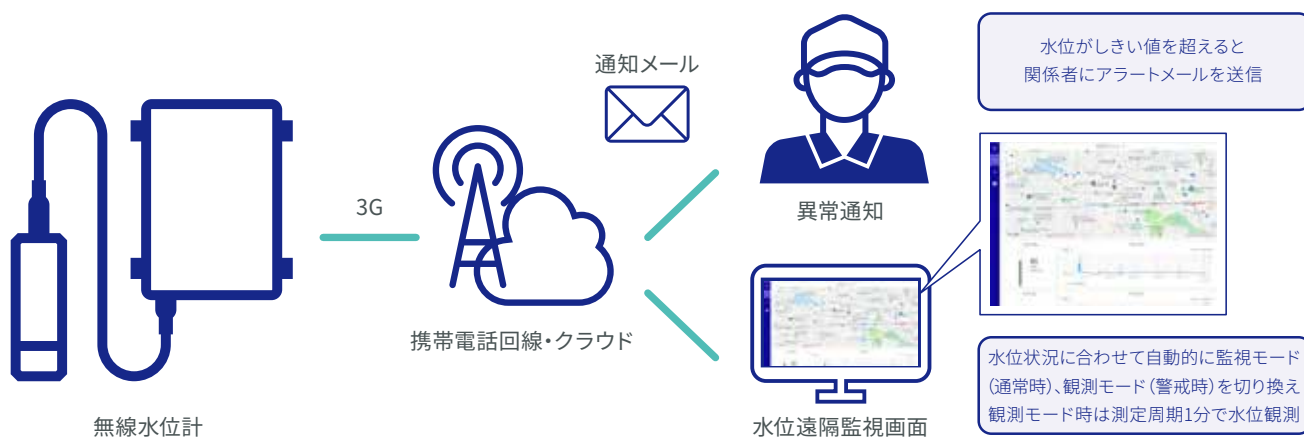 通知メール
水位がしきい値を超えると
関係者にアラートメールを送信
3G
異常通知
携帯電話回線・クラウド
無線水位計
水位遠隔監視画面
水位状況に合わせて自動的に監視モード
(通常時)、観測モード(警戒時)を切り換え
観測モード時は測定周期1分で水位観測